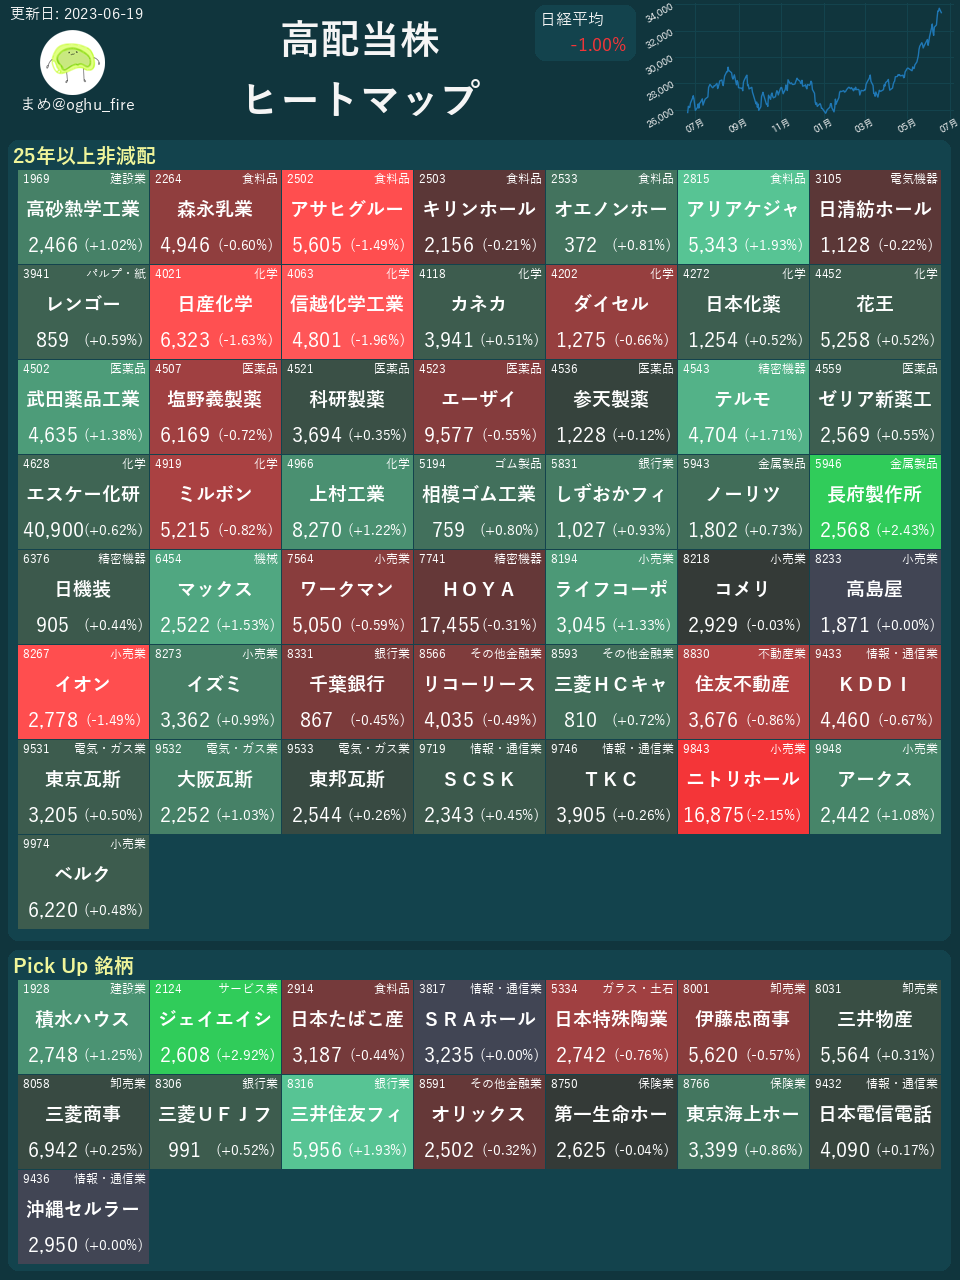 更新日: 2023-06-19
まめ@oghu_fire
高配当株
ヒートマップ
日経平均
-1.00%
34,000
32,000
30,000
28,000
26,000
07月 09月 11月 01月 03月 05月 07月
25年以上非減配
1969 建設業 2264 食料品 2502 食料品 2503 食料品 2533 食料品 2815 食料品 3105 電気機器
高砂熱学工業 森永乳業 アサヒグルー キリンホール オエノンホー アリアケジャ 日清紡ホール
2,466 (+1.02%) 4,946 (-0.60%) 5,605 (-1.49%) 2,156 (-0.21%) 372 (+0.81%) 5,343 (+1.93%) 1,128 (-0.22%)
3941 パルプ・紙 4021 化学 4063 化学 4118 化学 4202 化学 4272 化学 4452 化学
レンゴー 日産化学 信越化学工業 カネカ ダイセル 日本化薬 花王
859 (+0.59%) 6,323 (-1.63%) 4,801 (-1.96%) 3,941 (+0.51%) 1,275 (-0.66%) 1,254 (+0.52%) 5,258 (+0.52%)
4502 医薬品 4507 医薬品 4521 医薬品 4523 医薬品 4536 医薬品 4543 精密機器 4559 医薬品
武田薬品工業 塩野義製薬 科研製薬 エーザイ 参天製薬 テルモ ゼリア新薬工
4,635 (+1.38%) 6,169 (-0.72%) 3,694 (+0.35%) 9,577 (-0.55%) 1,228 (+0.12%) 4,704 (+1.71%) 2,569 (+0.55%)
4628 化学 4919 化学 4966 化学 5194 ゴム製品 5831 銀行業 5943 金属製品 5946 金属製品
エスケー化研 ミルボン 上村工業 相模ゴム工業 しずおかフィ ノーリツ 長府製作所
40,900 (+0.62%) 5,215 (-0.82%) 8,270 (+1.22%) 759 (+0.80%) 1,027 (+0.93%) 1,802 (+0.73%) 2,568 (+2.43%)
6376 精密機器 6454 機械 7564 小売業 7741 精密機器 8194 小売業 8218 小売業 8233 小売業
日機装 マックス ワークマン ＨＯＹＡ ライフコーポ コメリ 高島屋
905 (+0.44%) 2,522 (+1.53%) 5,050 (-0.59%) 17,455 (-0.31%) 3,045 (+1.33%) 2,929 (-0.03%) 1,871 (+0.00%)
8267 小売業 8273 小売業 8331 銀行業 8566 その他金融業 8593 その他金融業 8830 不動産業 9433 情報・通信業
イオン イズミ 千葉銀行 リコーリース 三菱ＨＣキャ 住友不動産 ＫＤＤＩ
2,778 (-1.49%) 3,362 (+0.99%) 867 (-0.45%) 4,035 (-0.49%) 810 (+0.72%) 3,676 (-0.86%) 4,460 (-0.67%)
9531 電気・ガス業 9532 電気・ガス業 9533 電気・ガス業 9719 情報・通信業 9746 情報・通信業 9843 小売業 9948 小売業
東京瓦斯 大阪瓦斯 東邦瓦斯 ＳＣＳＫ ＴＫＣ ニトリホール アークス
3,205 (+0.50%) 2,252 (+1.03%) 2,544 (+0.26%) 2,343 (+0.45%) 3,905 (+0.26%) 16,875 (-2.15%) 2,442 (+1.08%)
9974 小売業
ベルク
6,220 (+0.48%)
Pick Up 銘柄
1928 建設業 2124 サービス業 2914 食料品 3817 情報・通信業 5334 ガラス・土石 8001 卸売業 8031 卸売業
積水ハウス ジェイエイシ 日本たばこ産 ＳＲＡホール 日本特殊陶業 伊藤忠商事 三井物産
2,748 (+1.25%) 2,608 (+2.92%) 3,187 (-0.44%) 3,235 (+0.00%) 2,742 (-0.76%) 5,620 (-0.57%) 5,564 (+0.31%)
8058 卸売業 8306 銀行業 8316 銀行業 8591 その他金融業 8750 保険業 8766 保険業 9432 情報・通信業
三菱商事 三菱ＵＦＪフ 三井住友フィ オリックス 第一生命ホー 東京海上ホー 日本電信電話
6,942 (+0.25%) 991 (+0.52%) 5,956 (+1.93%) 2,502 (-0.32%) 2,625 (-0.04%) 3,399 (+0.86%) 4,090 (+0.17%)
9436 情報・通信業
沖縄セルラー
2,950 (+0.00%)